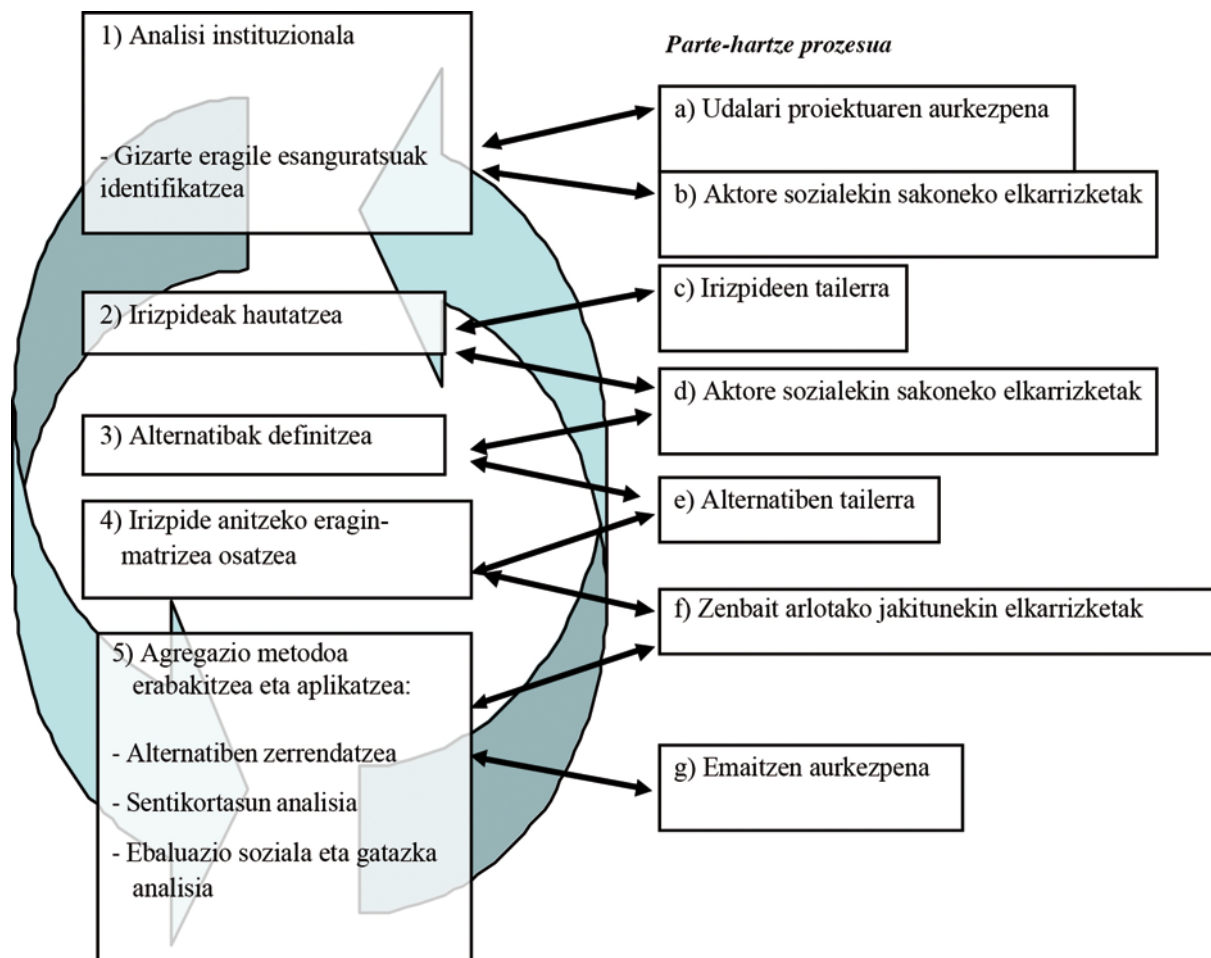 1) Analisi instituzionala
- Gizarte eragile esanguratsuak
identifikatzea
2) Irizpideak hautatzea
3) Alternatibak definitzea
4) Irizpide anitzeko eragin-
matrizea osatzea
5) Agregazio metodoa
erabakitzea eta aplikatzea:
- Alternatiben zerrendatzea
- Sentikortasun analisia
- Ebaluazio soziala eta gatazka
analisia
Parte-hartze prozesua
a) Udalari proiektuaren aurkezpena
b) Aktore sozialekin sakoneko elkarrizketak
c) Irizpideen tailerra
d) Aktore sozialekin sakoneko elkarrizketak
e) Alternatiben tailerra
f) Zenbait arlotako jakitunekin elkarrizketak
g) Emaitzen aurkezpena